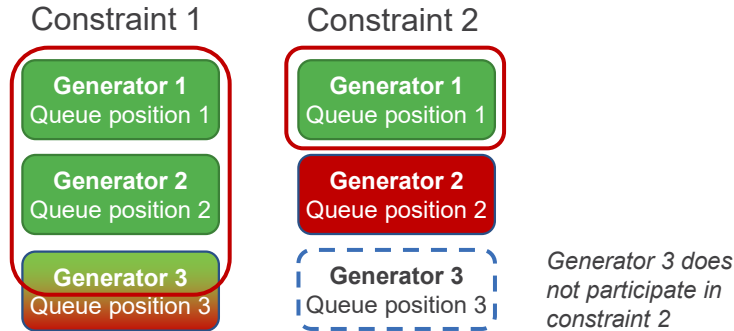 Constraint 1
Generator 1
Queue position 1
Generator 2
Queue position 2
Generator 3
Queue position 3
Constraint 2
Generator 1
Queue position 1
Generator 2
Queue position 2
Generator 3
Queue position 3
Generator 3 does
not participate in
constraint 2